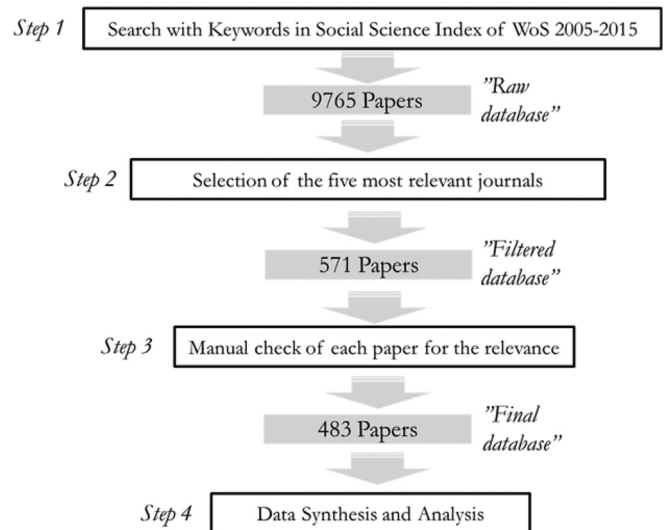 Step 1 Search with Keywords in Social Science Index of WoS 2005-2015
9765 Papers
"Raw
database"
Step 2 Selection of the five most relevant journals
571 Papers
"Filtered
database"
Step 3 Manual check of each paper for the relevance
483 Papers
"Final
database"
Step 4 Data Synthesis and Analysis